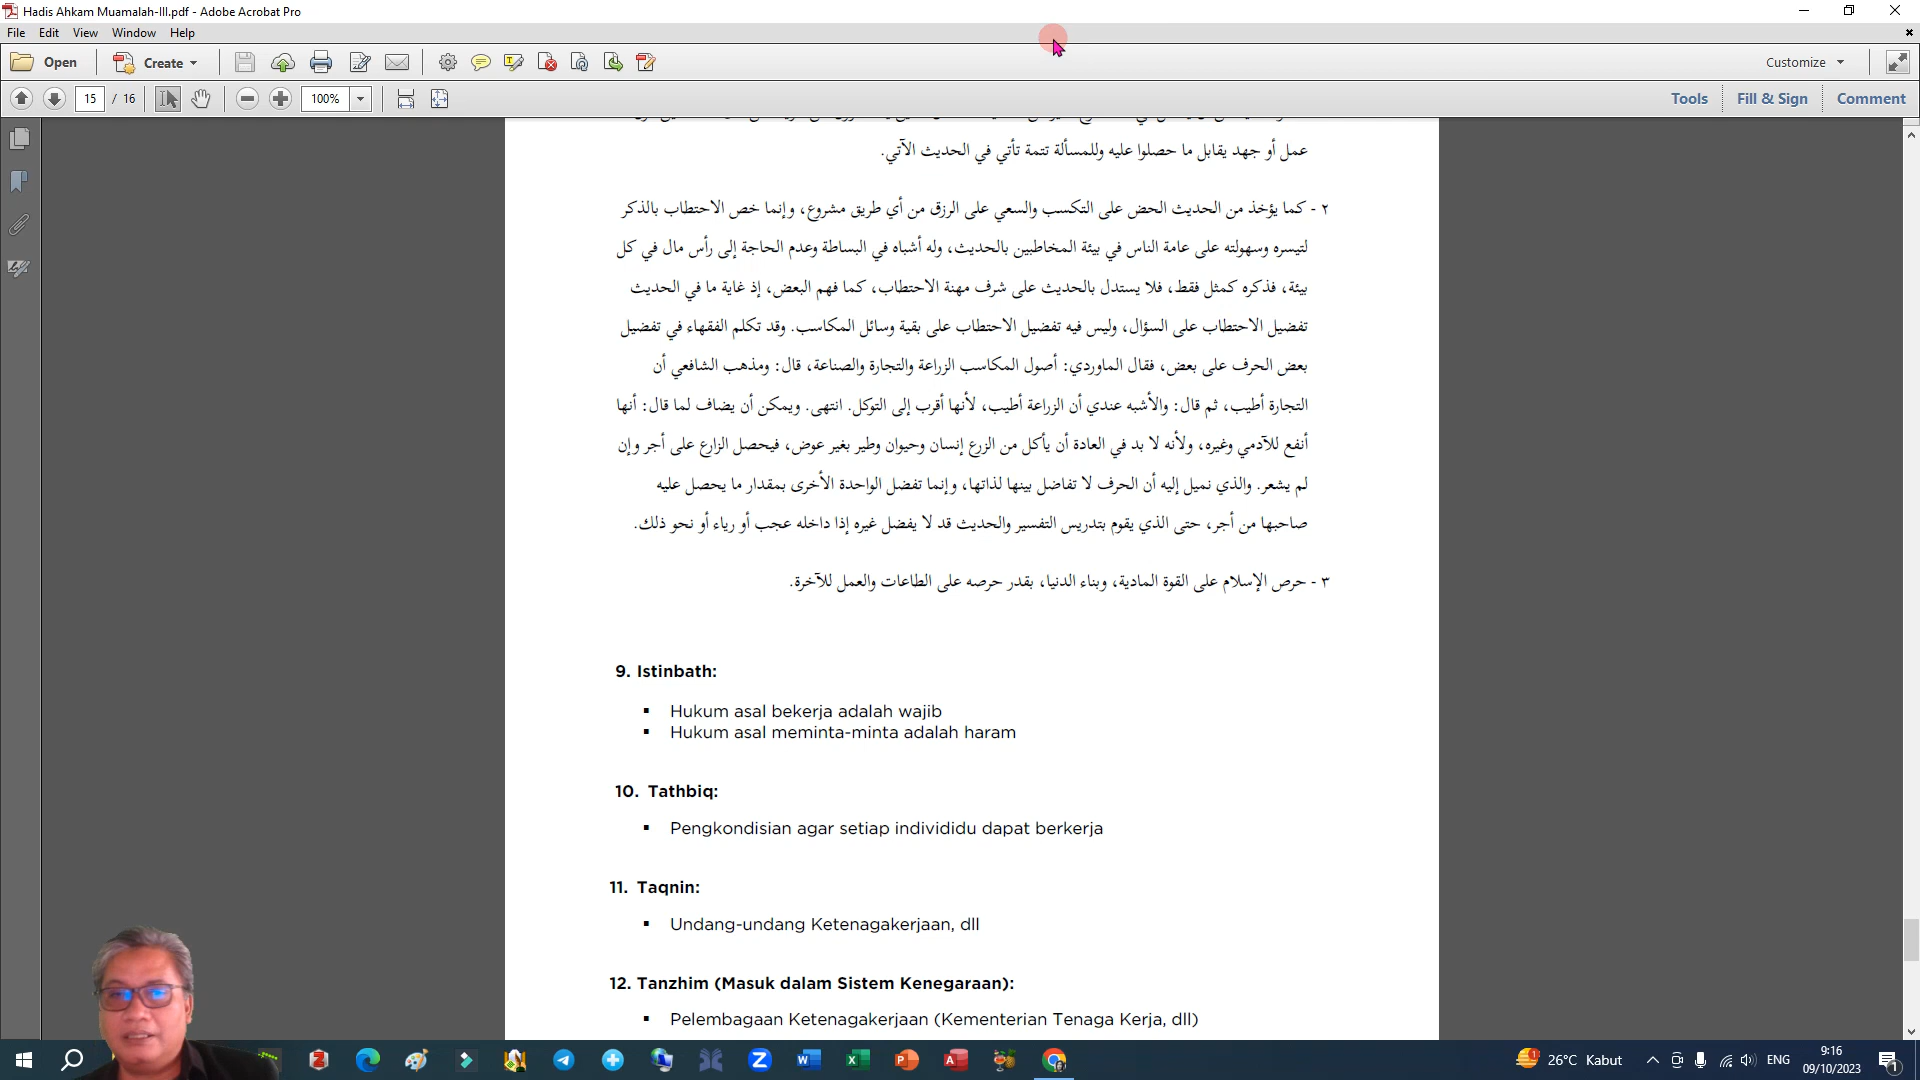 Hadis Ahkam Muamalah-III.pdf - Adobe Acrobat Pro
File Edit View Window Help
Open Create Customize
15 / 16 100% Tools Fill & Sign Comment
عمل أو جهد يقابل ما حصلوا عليه وللمسألة تتمة تأتي في الحديث الآتي.
٢ - كما يؤخذ من الحديث الحض على التكسب والسعي على الرزق من أي طريق مشروع، وإنما خص الاحتطاب بالذكر
لتيسره وسهولته على عامة الناس في بيئة المخاطبين بالحديث، وله أشباه في البساطة وعدم الحاجة إلى رأس مال في كل
بيئة، فذكره كمثل فقط، فلا يستدل بالحديث على شرف مهنة الاحتطاب، كما فهم البعض، إذ غاية ما في الحديث
تفضيل الاحتطاب على السؤال، وليس فيه تفضيل الاحتطاب على بقية وسائل المكاسب. وقد تكلم الفقهاء في تفضيل
بعض الحرف على بعض، فقال الماوردي: أصول المكاسب الزراعة والتجارة والصناعة، قال: ومذهب الشافعي أن
التجارة أطيب، ثم قال: والأشبه عندي أن الزراعة أطيب، لأنها أقرب إلى التوكل. انتهى. ويمكن أن يضاف لما قال: أنها
أنفع للآدمي وغيره، ولأنه لا بد في العادة أن يأكل من الزرع إنسان وحيوان وطير بغير عوض، فيحصل الزارع على أجر وإن
لم يشعر. والذي نميل إليه أن الحرف لا تفاضل بينها لذاتها، وإنما تفضل الواحدة الأخرى بمقدار ما يحصل عليه
صاحبها من أجر، حتى الذي يقوم بتدريس التفسير والحديث قد لا يفضل غيره إذا داخله عجب أو رياء أو نحو ذلك.
٣ - حرص الإسلام على القوة المادية، وبناء الدنيا، بقدر حرصه على الطاعات والعمل للآخرة.
9. Istinbath:
▪ Hukum asal bekerja adalah wajib
▪ Hukum asal meminta-minta adalah haram
10. Tathbiq:
▪ Pengkondisian agar setiap individidu dapat berkerja
11. Taqnin:
▪ Undang-undang Ketenagakerjaan, dll
12. Tanzhim (Masuk dalam Sistem Kenegaraan):
▪ Pelembagaan Ketenagakerjaan (Kementerian Tenaga Kerja, dll)
26°C Kabut ENG 9:16
09/10/2023